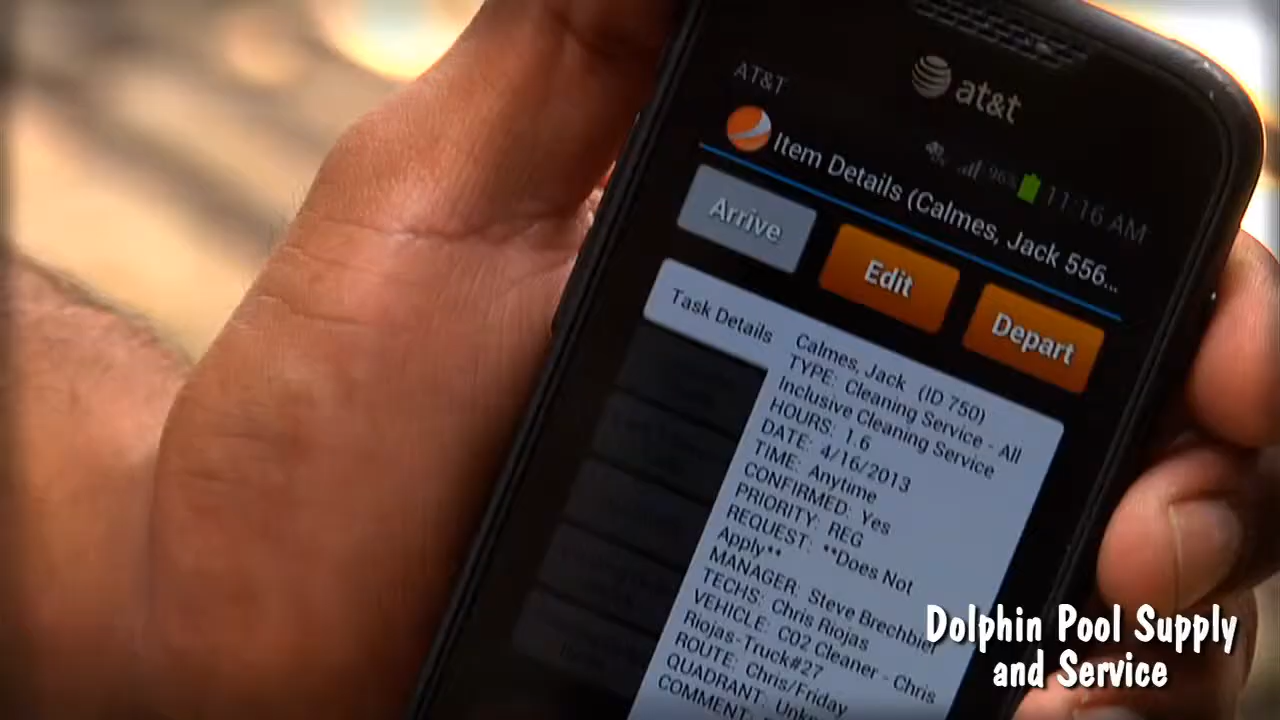 AT&T
at&t
96% 11:16 AM
Item Details (Calmes, Jack 556...
Arrive
Edit
Depart
Task Details
Calmes, Jack (ID 750)
TYPE: Cleaning Service - All
Inclusive Cleaning Service
HOURS: 1.6
DATE: 4/16/2013
TIME: Anytime
CONFIRMED: Yes
PRIORITY: REG
REQUEST: **Does Not
Apply**
MANAGER: Steve Brechbiel
TECHS: Chris Riojas
VEHICLE: C02 Cleaner - Chris
Riojas-Truck#27
ROUTE: Chris/Friday
QUADRANT:
COMMENT:
Dolphin Pool Supply
and Service